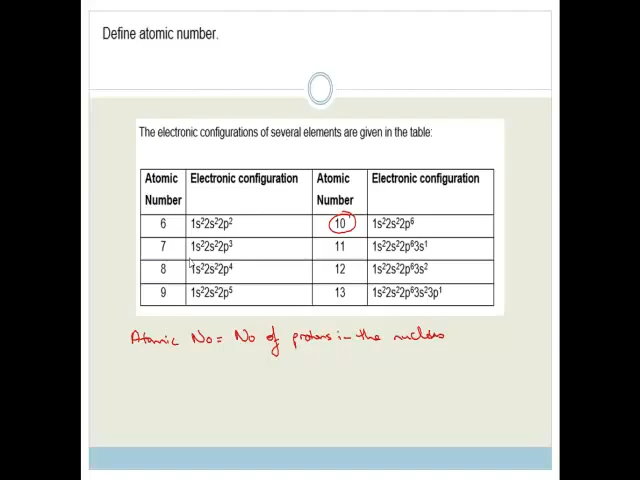 Define atomic number.
The electronic configurations of several elements are given in the table:
Atomic Number Electronic configuration Atomic Number Electronic configuration
6 1s²2s²2p² 10 1s²2s²2p⁶
7 1s²2s²2p³ 11 1s²2s²2p⁶3s¹
8 1s²2s²2p⁴ 12 1s²2s²2p⁶3s²
9 1s²2s²2p⁵ 13 1s²2s²2p⁶3s²3p¹
Atomic No = No of protons in the nucleus